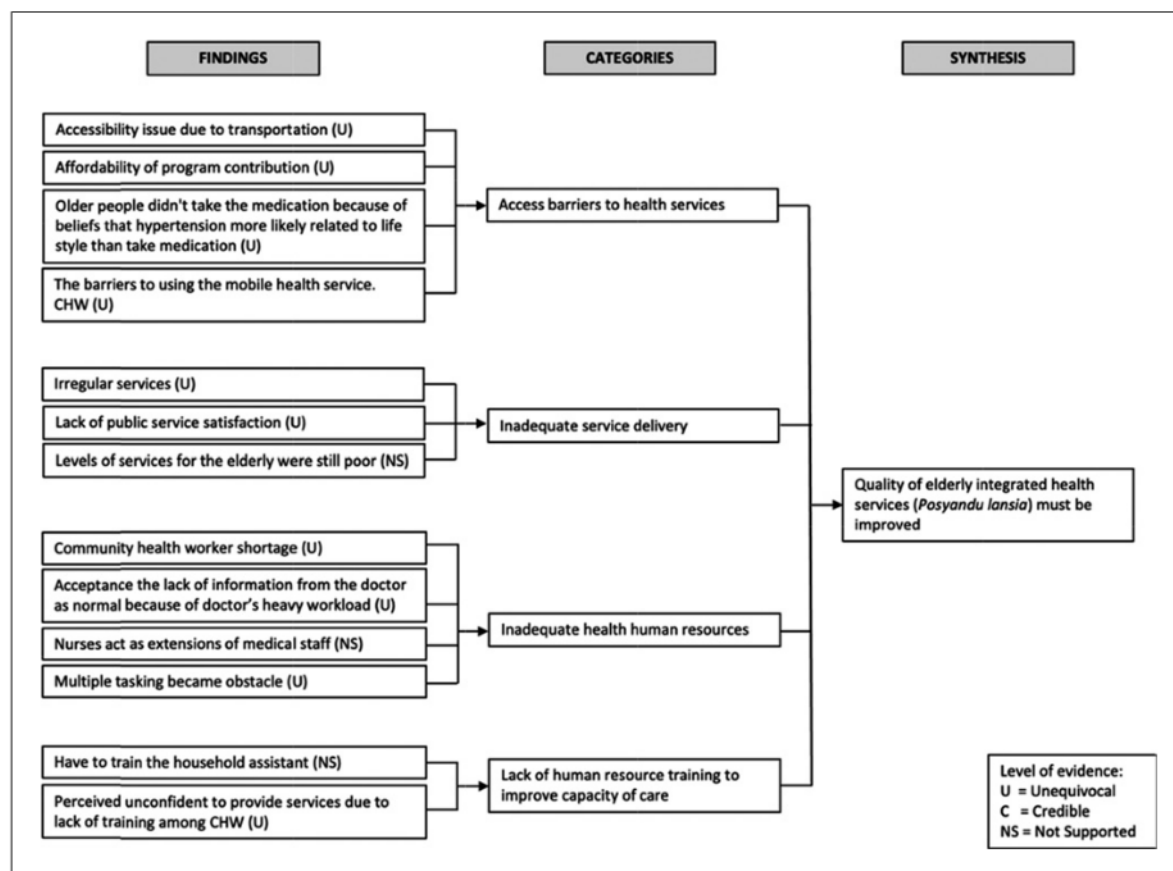 FINDINGS
CATEGORIES
SYNTHESIS
Accessibility issue due to transportation (U)
Affordability of program contribution (U)
Older people didn't take the medication because of
beliefs that hypertension more likely related to life
style than take medication (U)
The barriers to using the mobile health service.
CHW (U)
Access barriers to health services
Irregular services (U)
Lack of public service satisfaction (U)
Levels of services for the elderly were still poor (NS)
Inadequate service delivery
Community health worker shortage (U)
Acceptance the lack of information from the doctor
as normal because of doctor's heavy workload (U)
Nurses act as extensions of medical staff (NS)
Multiple tasking became obstacle (U)
Inadequate health human resources
Have to train the household assistant (NS)
Perceived unconfident to provide services due to
lack of training among CHW (U)
Lack of human resource training to
improve capacity of care
Quality of elderly integrated health
services (Posyandu lansia) must be
improved
Level of evidence:
U = Unequivocal
C = Credible
NS = Not Supported